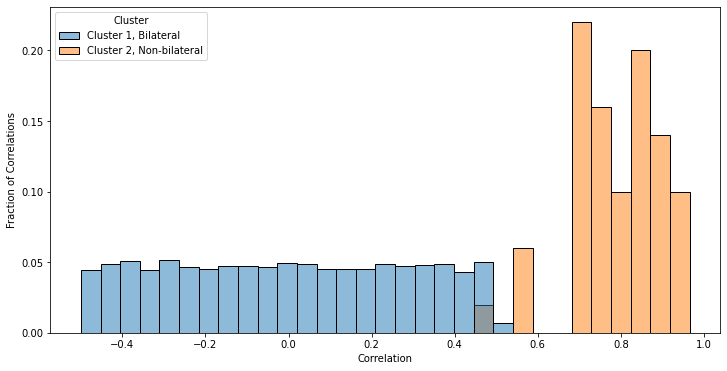 Cluster
Cluster 1, Bilateral
Cluster 2, Non-bilateral
Fraction of Correlations
0.20
0.15
0.10
0.05
0.00
−0.4 −0.2 0.0 0.2 0.4 0.6 0.8 1.0
Correlation